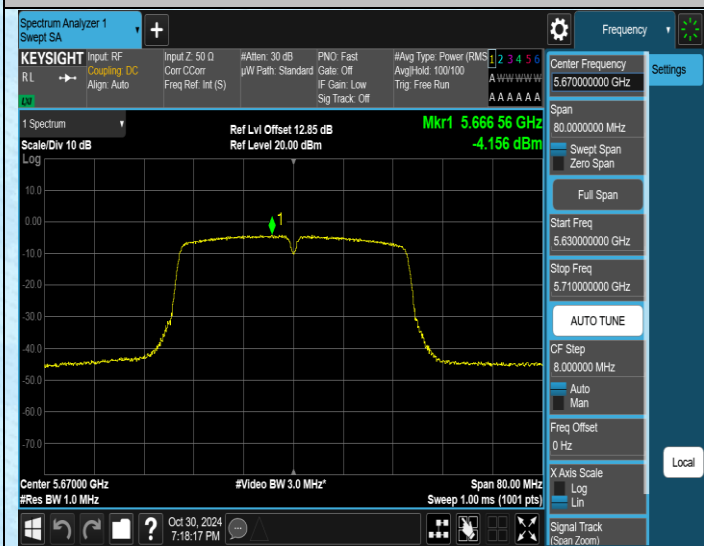 Spectrum Analyzer 1
Swept SA
Frequency
KEYSIGHT
RL
LXI
Input: RF
Coupling: DC
Align: Auto
Input Z: 50 Ω
Corr CCorr
Freq Ref: Int (S)
#Atten: 30 dB
µW Path: Standard
PNO: Fast
Gate: Off
IF Gain: Low
Sig Track: Off
#Avg Type: Power (RMS
Avg|Hold: 100/100
Trig: Free Run
1 2 3 4 5 6
A W W W W W
A A A A A A
1 Spectrum
Scale/Div 10 dB
Log
Ref Lvl Offset 12.85 dB
Ref Level 20.00 dBm
Mkr1 5.666 56 GHz
-4.156 dBm
1
10.0
0.00
-10.0
-20.0
-30.0
-40.0
-50.0
-60.0
-70.0
Center 5.67000 GHz
#Res BW 1.0 MHz
#Video BW 3.0 MHz*
Span 80.00 MHz
Sweep 1.00 ms (1001 pts)
Oct 30, 2024
7:18:17 PM
?
Center Frequency
5.670000000 GHz
Settings
Span
80.0000000 MHz
Swept Span
Zero Span
Full Span
Start Freq
5.630000000 GHz
Stop Freq
5.710000000 GHz
AUTO TUNE
CF Step
8.000000 MHz
Auto
Man
Freq Offset
0 Hz
X Axis Scale
Log
Lin
Local
Signal Track
(Span Zoom)